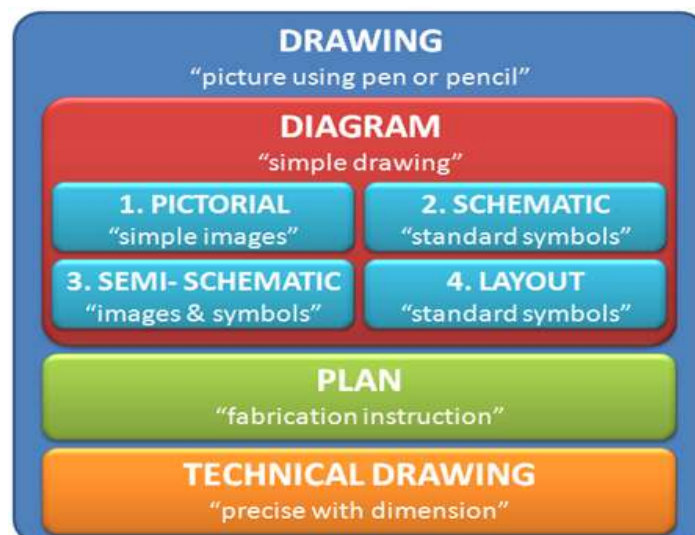 DRAWING
“picture using pen or pencil”
DIAGRAM
“simple drawing”
1. PICTORIAL
“simple images”
2. SCHEMATIC
“standard symbols”
3. SEMI- SCHEMATIC
“images & symbols”
4. LAYOUT
“standard symbols”
PLAN
“fabrication instruction”
TECHNICAL DRAWING
“precise with dimension”